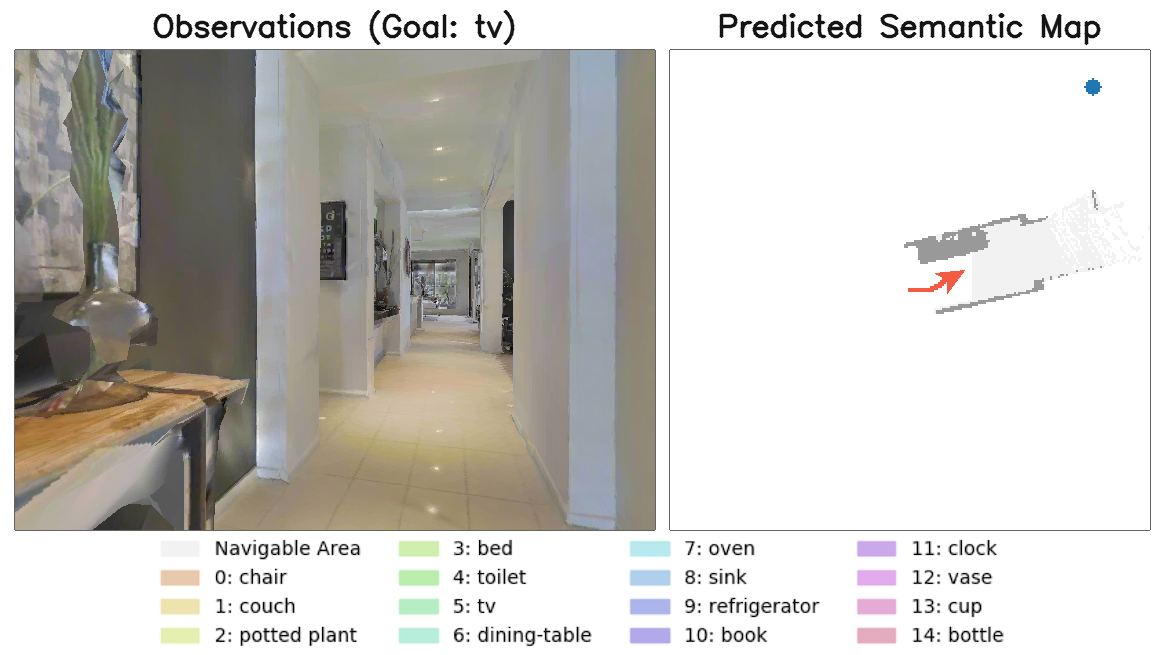 Observations (Goal: tv)
Predicted Semantic Map
Navigable Area
0: chair
1: couch
2: potted plant
3: bed
4: toilet
5: tv
6: dining-table
7: oven
8: sink
9: refrigerator
10: book
11: clock
12: vase
13: cup
14: bottle